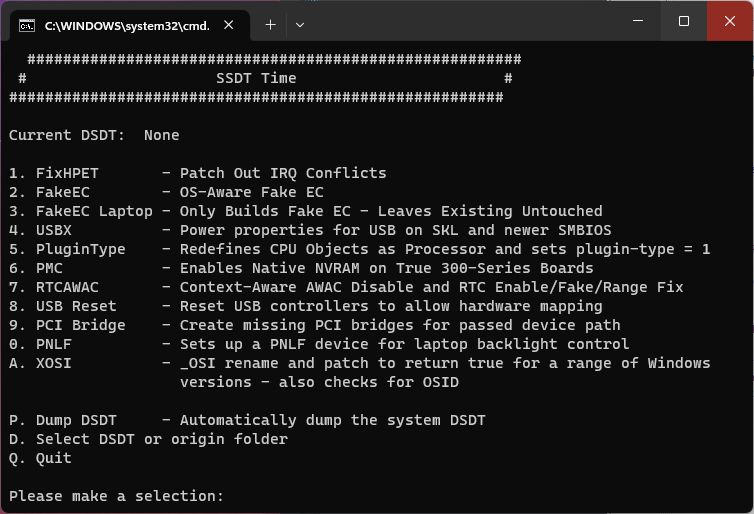 C:\WINDOWS\system32\cmd.
#######################################################
# SSDT Time #
#######################################################
Current DSDT: None
1. FixHPET - Patch Out IRQ Conflicts
2. FakeEC - OS-Aware Fake EC
3. FakeEC Laptop - Only Builds Fake EC - Leaves Existing Untouched
4. USBX - Power properties for USB on SKL and newer SMBIOS
5. PluginType - Redefines CPU Objects as Processor and sets plugin-type = 1
6. PMC - Enables Native NVRAM on True 300-Series Boards
7. RTCAWAC - Context-Aware AWAC Disable and RTC Enable/Fake/Range Fix
8. USB Reset - Reset USB controllers to allow hardware mapping
9. PCI Bridge - Create missing PCI bridges for passed device path
0. PNLF - Sets up a PNLF device for laptop backlight control
A. XOSI - _OSI rename and patch to return true for a range of Windows
versions - also checks for OSID
P. Dump DSDT - Automatically dump the system DSDT
D. Select DSDT or origin folder
Q. Quit
Please make a selection: